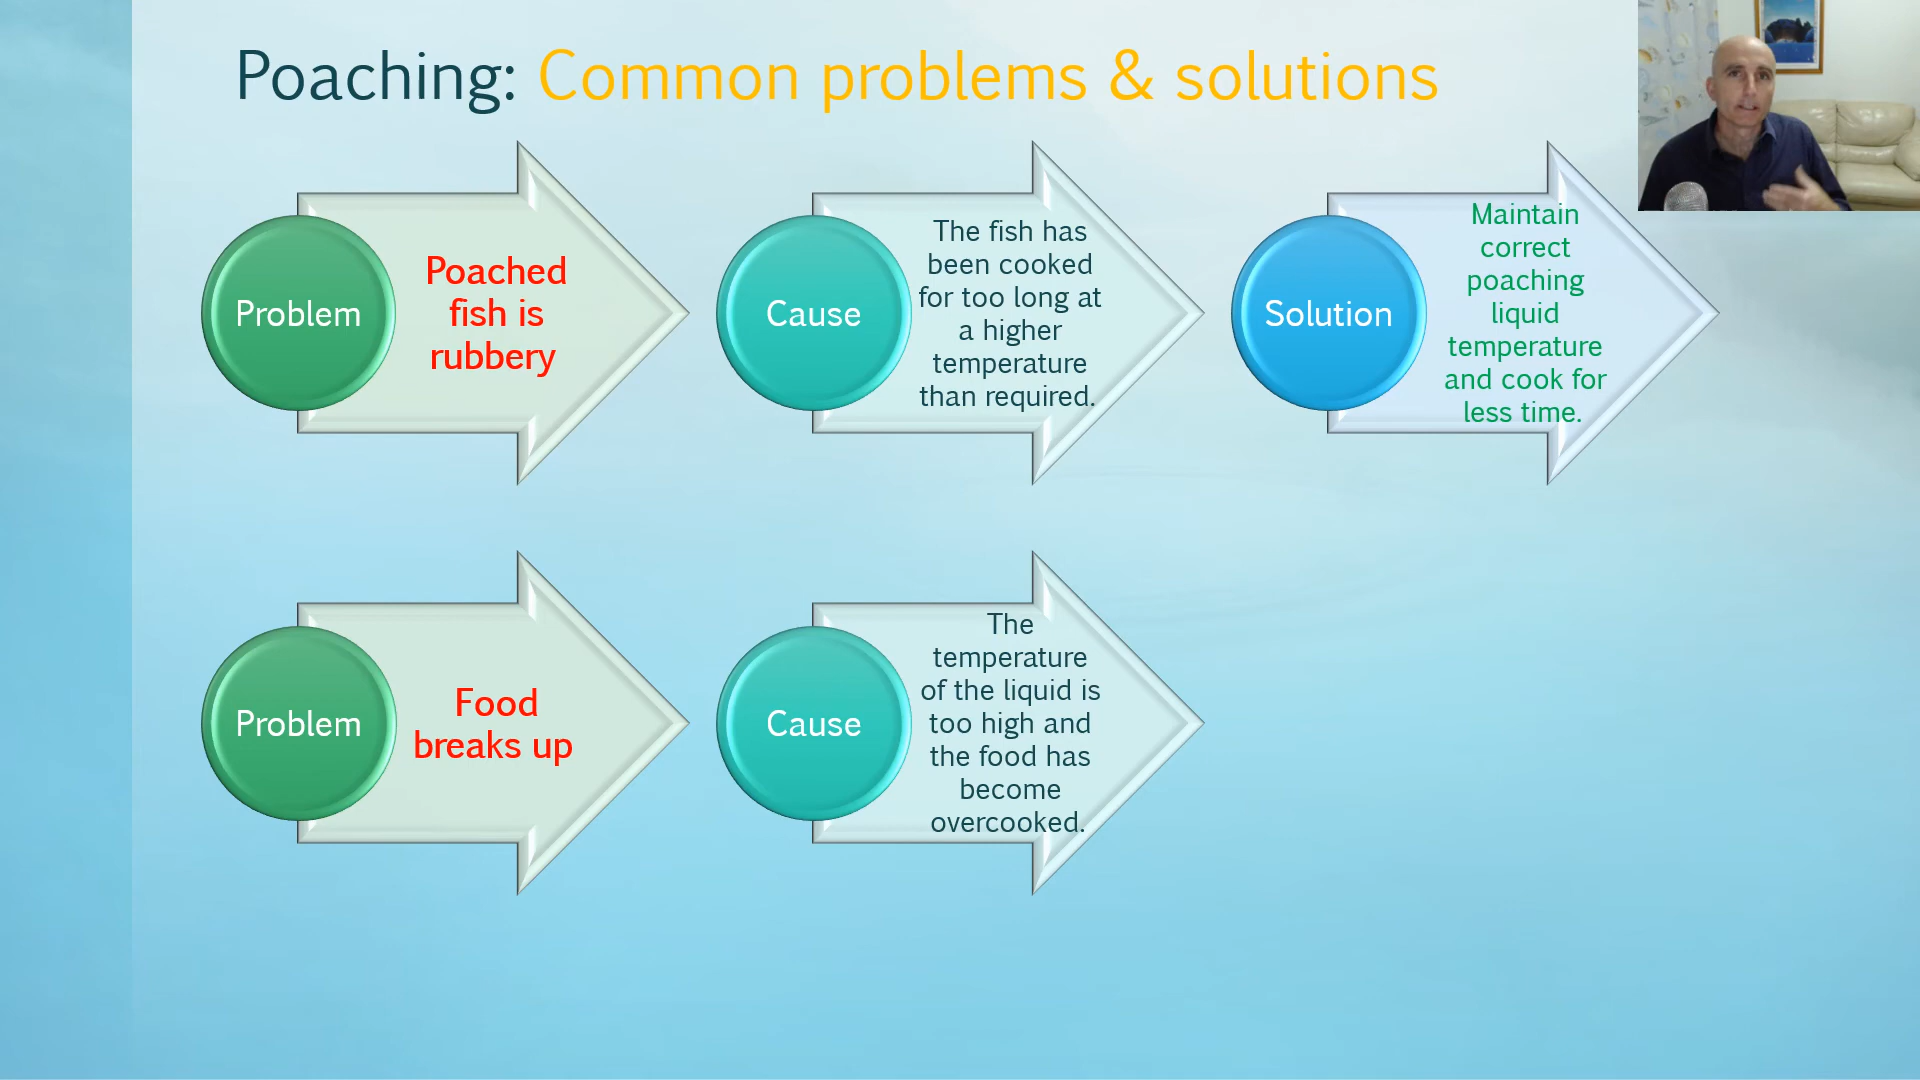 Poaching: Common problems & solutions
Problem
Poached
fish is
rubbery
Cause
The fish has
been cooked
for too long at
a higher
temperature
than required.
Solution
Maintain
correct
poaching
liquid
temperature
and cook for
less time.
Problem
Food
breaks up
Cause
The
temperature
of the liquid is
too high and
the food has
become
overcooked.